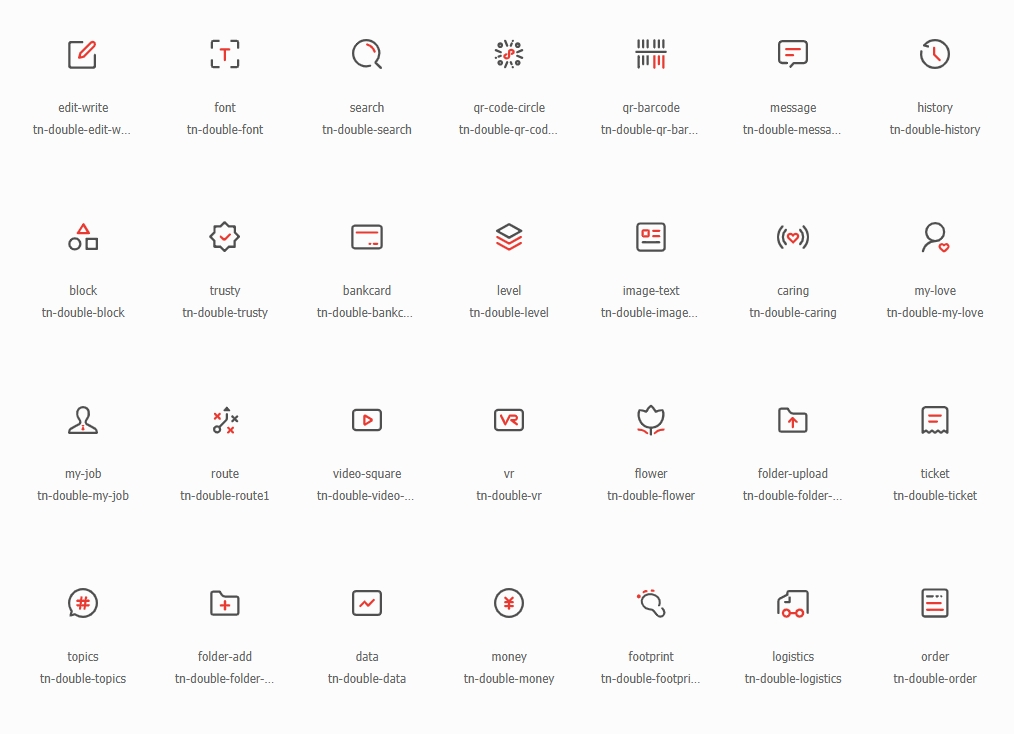 T
edit-write font search qr-code-circle qr-barcode message history
tn-double-edit-w... tn-double-font tn-double-search tn-double-qr-cod... tn-double-qr-bar... tn-double-messa... tn-double-history
block trusty bankcard level image-text caring my-love
tn-double-block tn-double-trusty tn-double-bankc... tn-double-level tn-double-image... tn-double-caring tn-double-my-love
VR
my-job route video-square vr flower folder-upload ticket
tn-double-my-job tn-double-route1 tn-double-video-... tn-double-vr tn-double-flower tn-double-folder-... tn-double-ticket
# ¥
topics folder-add data money footprint logistics order
tn-double-topics tn-double-folder-... tn-double-data tn-double-money tn-double-footpri... tn-double-logistics tn-double-order